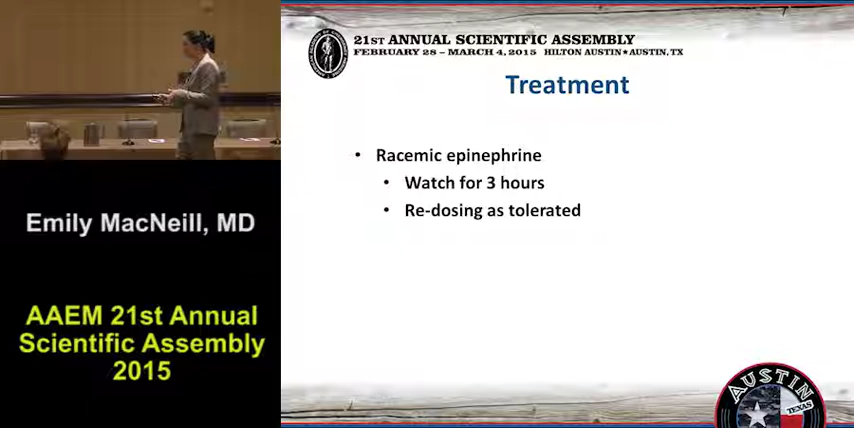 21ST ANNUAL SCIENTIFIC ASSEMBLY
FEBRUARY 28 – MARCH 4, 2015 HILTON AUSTIN★AUSTIN, TX
Treatment
• Racemic epinephrine
• Watch for 3 hours
• Re-dosing as tolerated
Emily MacNeill, MD
AAEM 21st Annual
Scientific Assembly
2015
AUSTIN
TEXAS